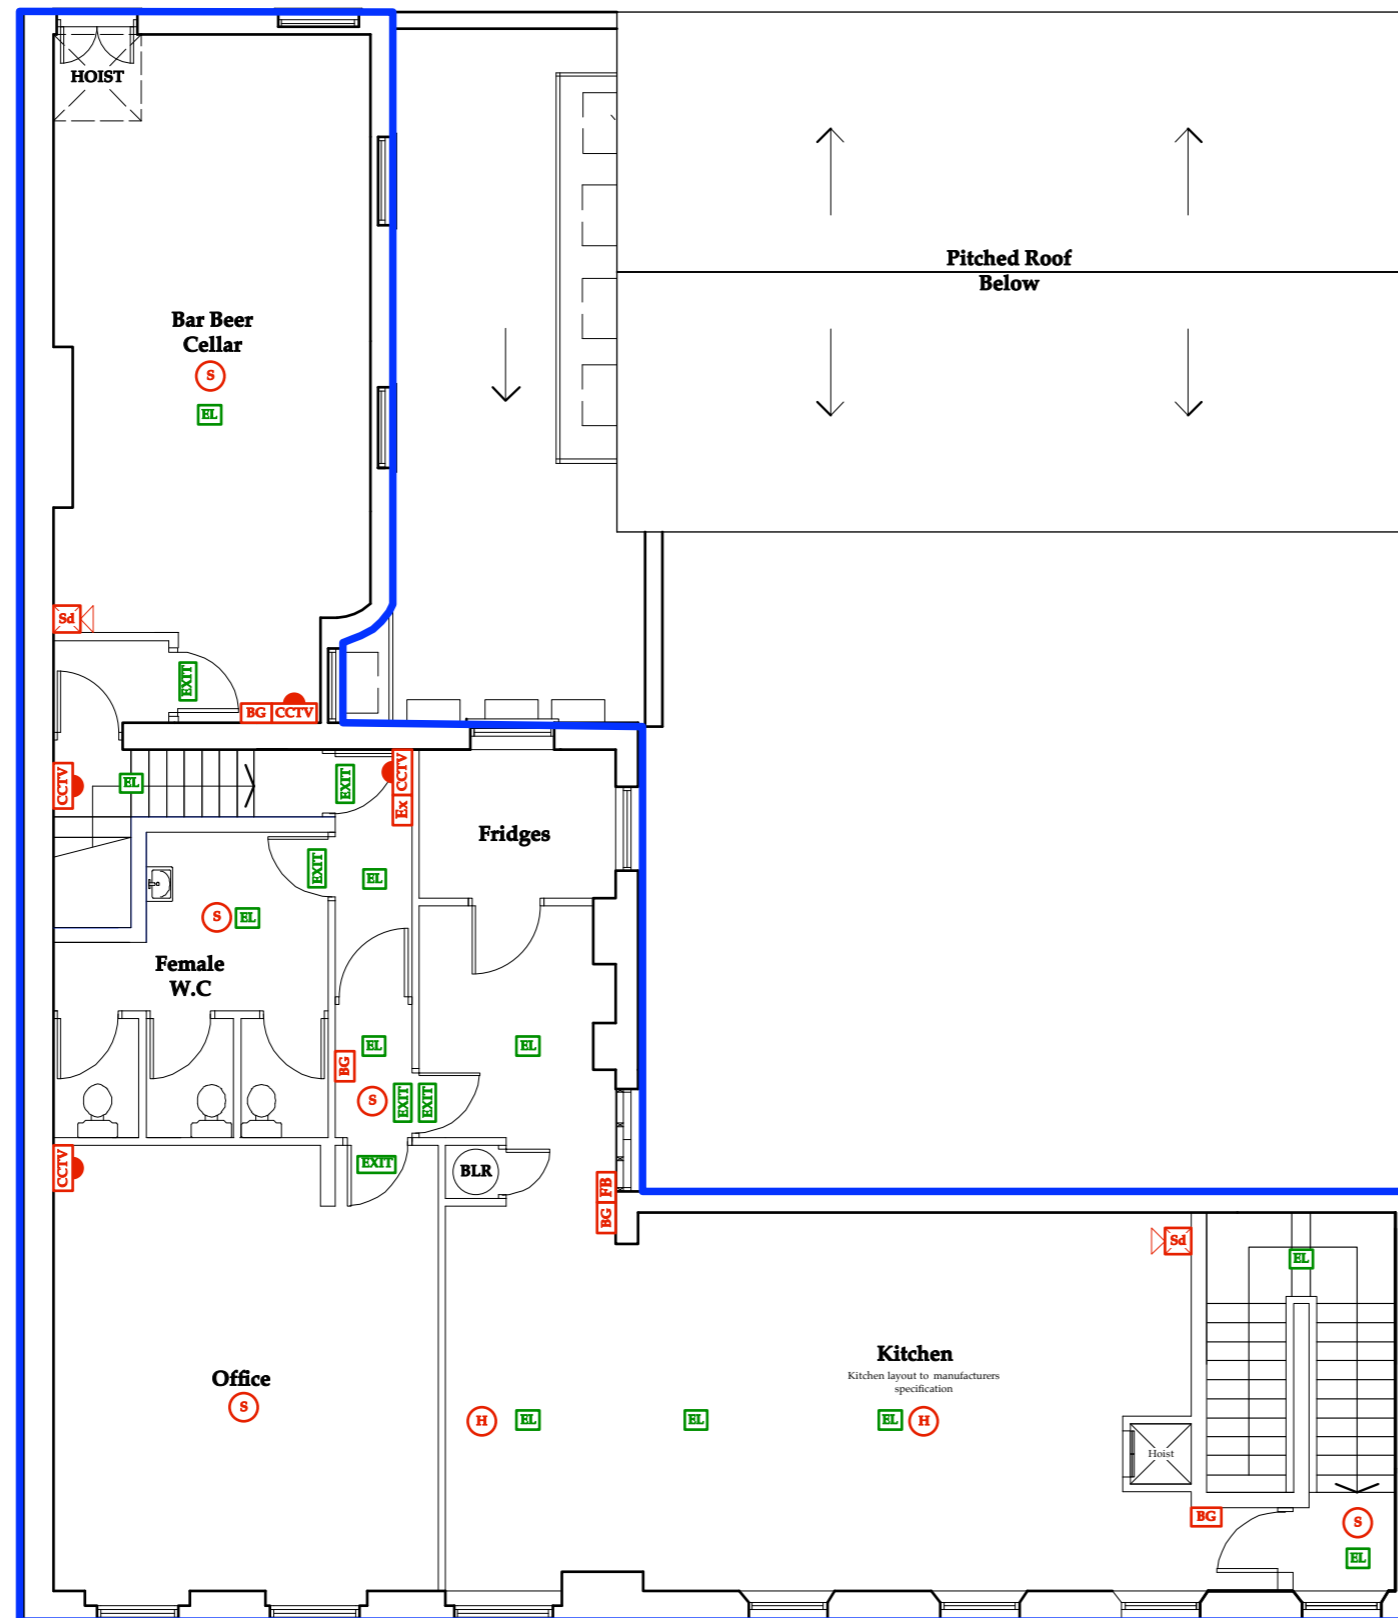 HOIST
Pitched Roof
Below
Bar Beer
Cellar
S
EL
Sd
EXIT
BG CCTV
CCTV
EL
EXIT
CCTV
Ex
Fridges
EXIT
EL
S
EL
Female
W.C
EL
EL
BG
S
EXIT
EXIT
CCTV
EXIT
BLR
FB
BG
Sd
EL
Kitchen
Kitchen layout to manufacturers
specification
Office
S
H
EL
EL
EL
H
Hoist
BG
S
EL